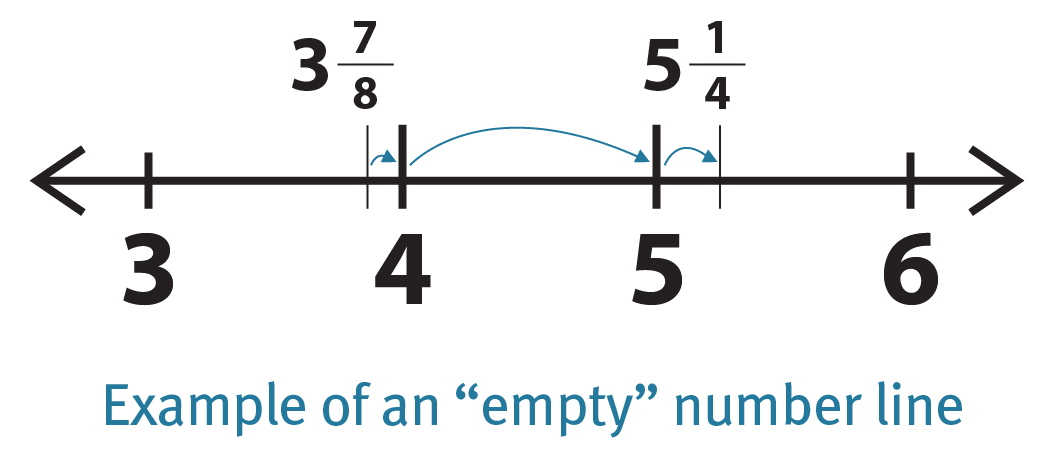 3 7/8 5 1/4
3 4 5 6
Example of an “empty” number line